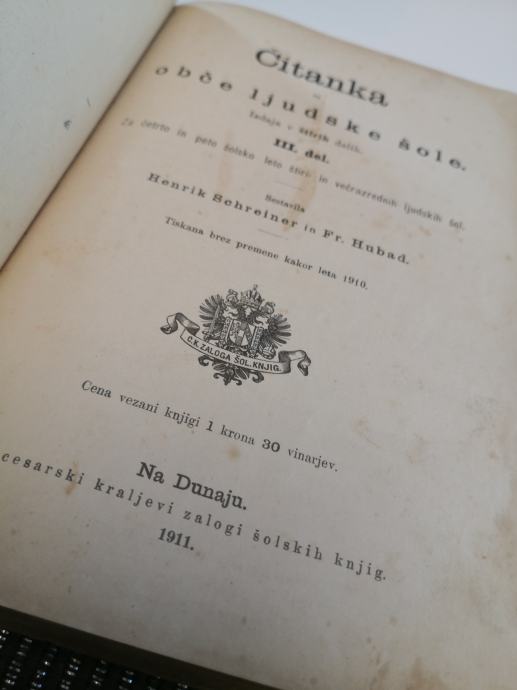 Čitanka
obče ljudske šole.
Izdaja v štirih delih.
III. del.
Za četrto in peto šolsko leto štiri- in večrazrednih ljudskih šol.
Sestavila
Henrik Schreiner in Fr. Hubad.
Tiskana brez premene kakor leta 1910.
C.K. ZALOGA ŠOL. KNJIG.
Cena vezani knjigi 1 krona 30 vinarjev.
Na Dunaju.
cesarski kraljevi zalogi šolskih knjig.
1911.